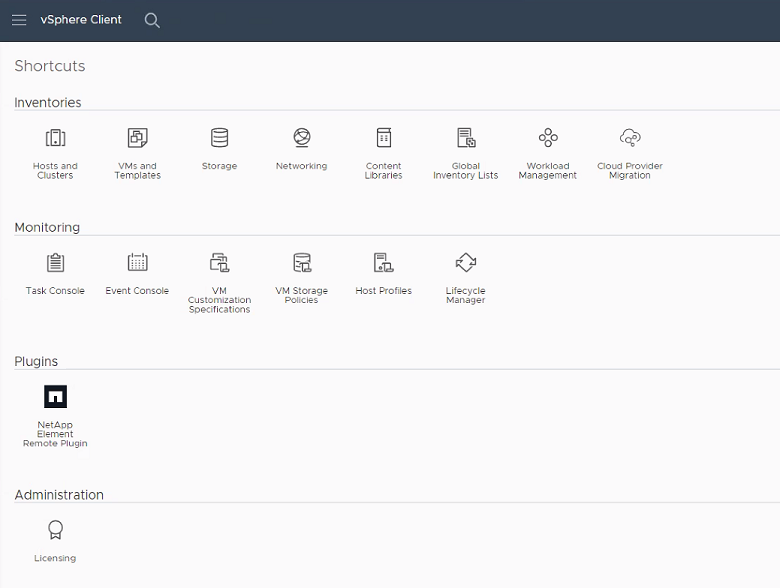 vSphere Client
Shortcuts
Inventories
Hosts and Clusters
VMs and Templates
Storage
Networking
Content Libraries
Global Inventory Lists
Workload Management
Cloud Provider Migration
Monitoring
Task Console
Event Console
VM Customization Specifications
VM Storage Policies
Host Profiles
Lifecycle Manager
Plugins
NetApp Element Remote Plugin
Administration
Licensing